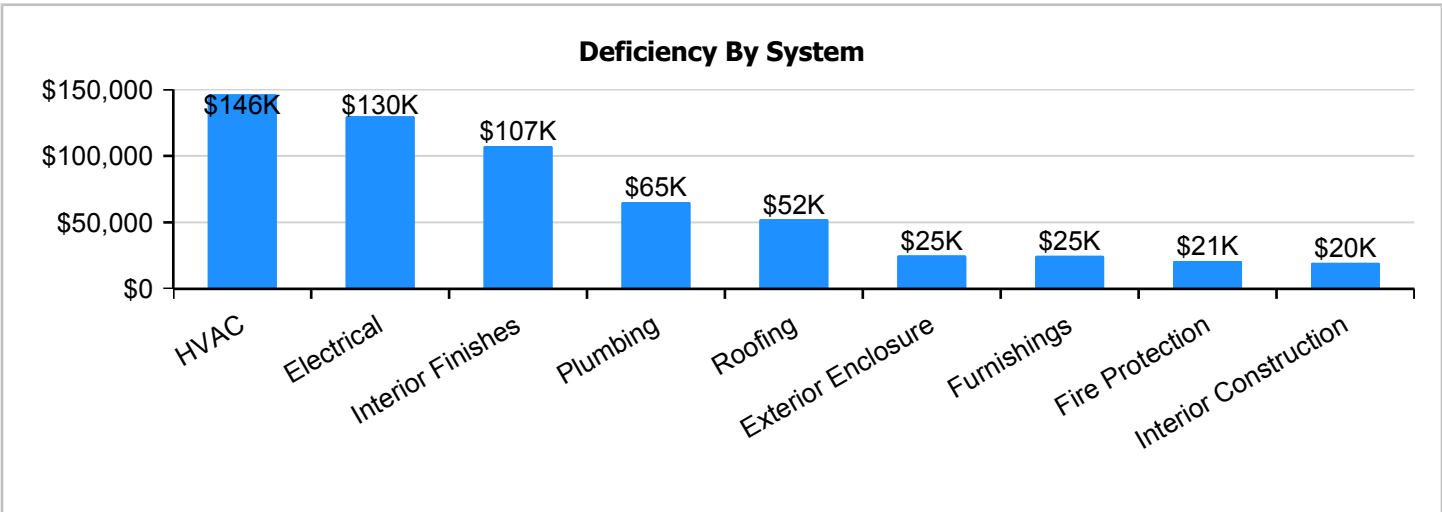 Deficiency By System
$150,000
$100,000
$50,000
$0
$146K
$130K
$107K
$65K
$52K
$25K
$25K
$21K
$20K
HVAC
Electrical
Interior Finishes
Plumbing
Roofing
Exterior Enclosure
Furnishings
Fire Protection
Interior Construction